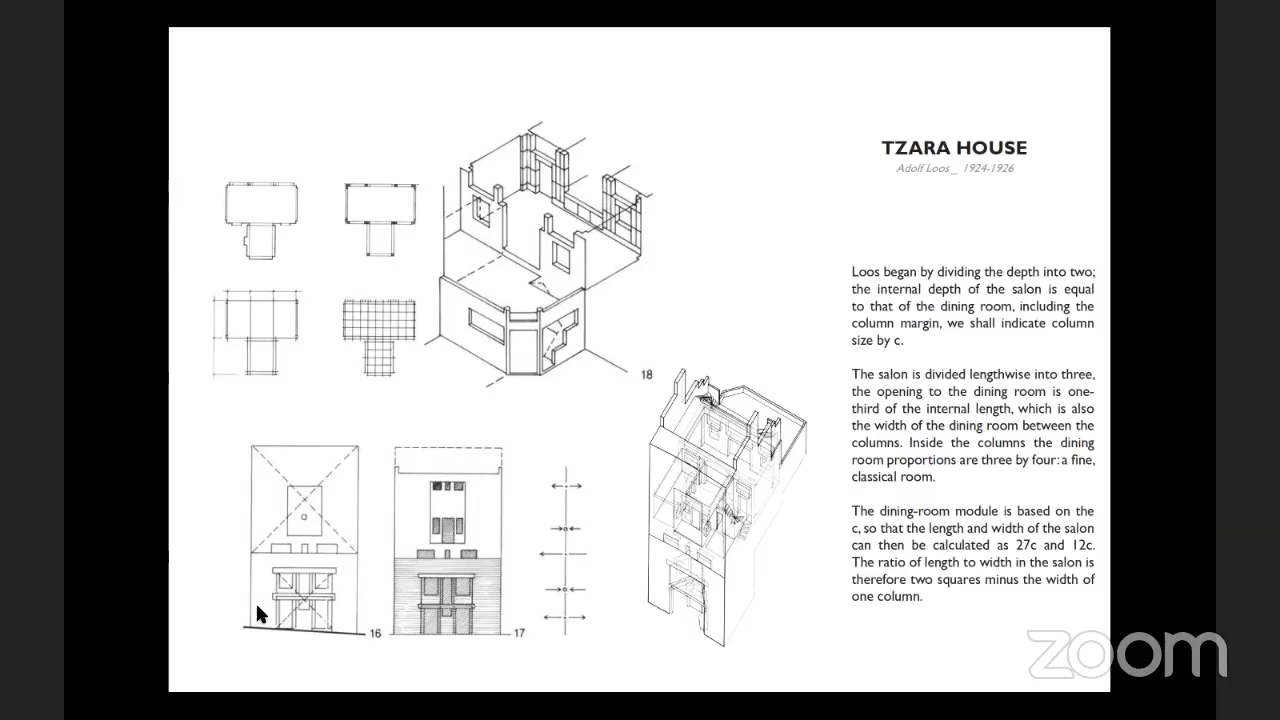 TZARA HOUSE
Adolf Loos _ 1924-1926
Loos began by dividing the depth into two;
the internal depth of the salon is equal
to that of the dining room, including the
column margin, we shall indicate column
size by c.
The salon is divided lengthwise into three,
the opening to the dining room is one-
third of the internal length, which is also
the width of the dining room between the
columns. Inside the columns the dining
room proportions are three by four: a fine,
classical room.
The dining-room module is based on the
c, so that the length and width of the salon
can then be calculated as 27c and 12c.
The ratio of length to width in the salon is
therefore two squares minus the width of
one column.
18
16
17
zoom